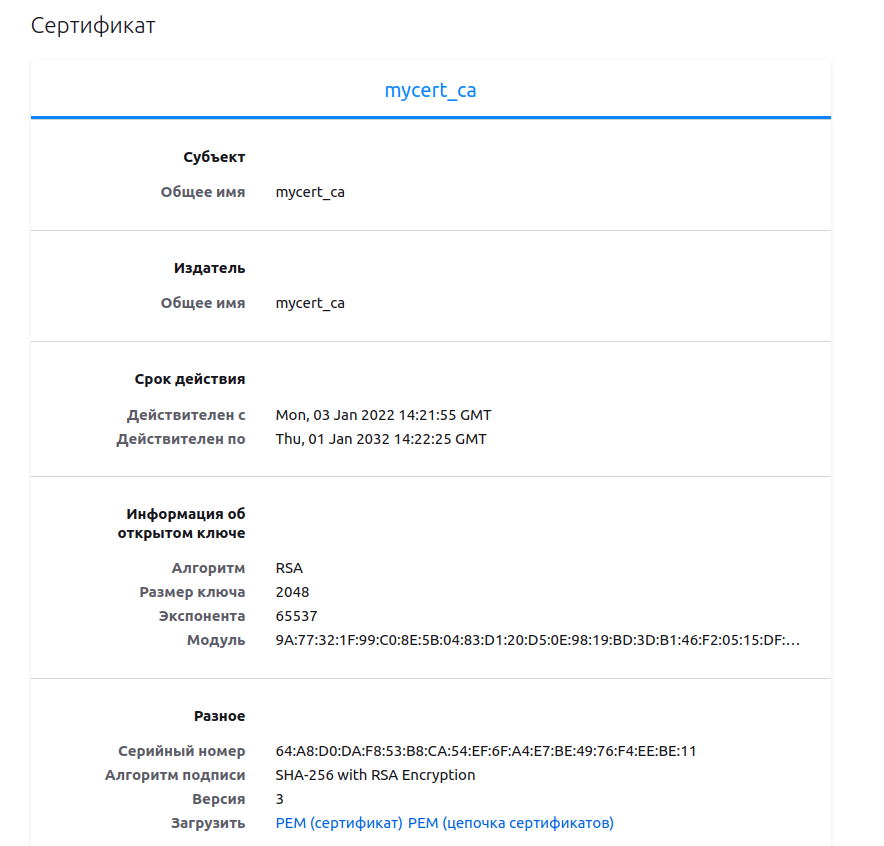 Сертификат
mycert_ca
Субъект
Общее имя mycert_ca
Издатель
Общее имя mycert_ca
Срок действия
Действителен с Mon, 03 Jan 2022 14:21:55 GMT
Действителен по Thu, 01 Jan 2032 14:22:25 GMT
Информация об
открытом ключе
Алгоритм RSA
Размер ключа 2048
Экспонента 65537
Модуль 9A:77:32:1F:99:C0:8E:5B:04:83:D1:20:D5:0E:98:19:BD:3D:B1:46:F2:05:15:DF:…
Разное
Серийный номер 64:A8:D0:DA:F8:53:B8:CA:54:EF:6F:A4:E7:BE:49:76:F4:EE:BE:11
Алгоритм подписи SHA-256 with RSA Encryption
Версия 3
Загрузить PEM (сертификат) PEM (цепочка сертификатов)